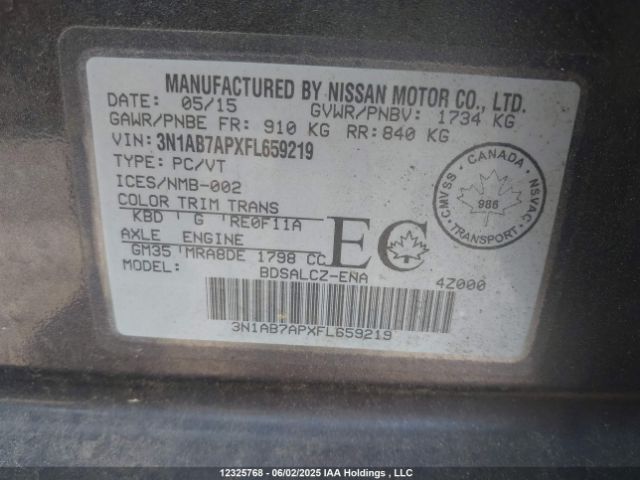 MANUFACTURED BY NISSAN MOTOR CO., LTD.
DATE: 05/15 GVWR/PNBV: 1734 KG
GAWR/PNBE FR: 910 KG RR: 840 KG
VIN: 3N1AB7APXFL659219
TYPE: PC/VT
ICES/NMB-002
COLOR TRIM TRANS
KBD G RE0F11A
AXLE ENGINE
GM35 MRA8DE 1798 CC
MODEL: BDSALCZ-ENA 4Z000
EC
CMVSS · CANADA · NSVAC
986
TRANSPORT
3N1AB7APXFL659219
12325768 - 06/02/2025 IAA Holdings, LLC